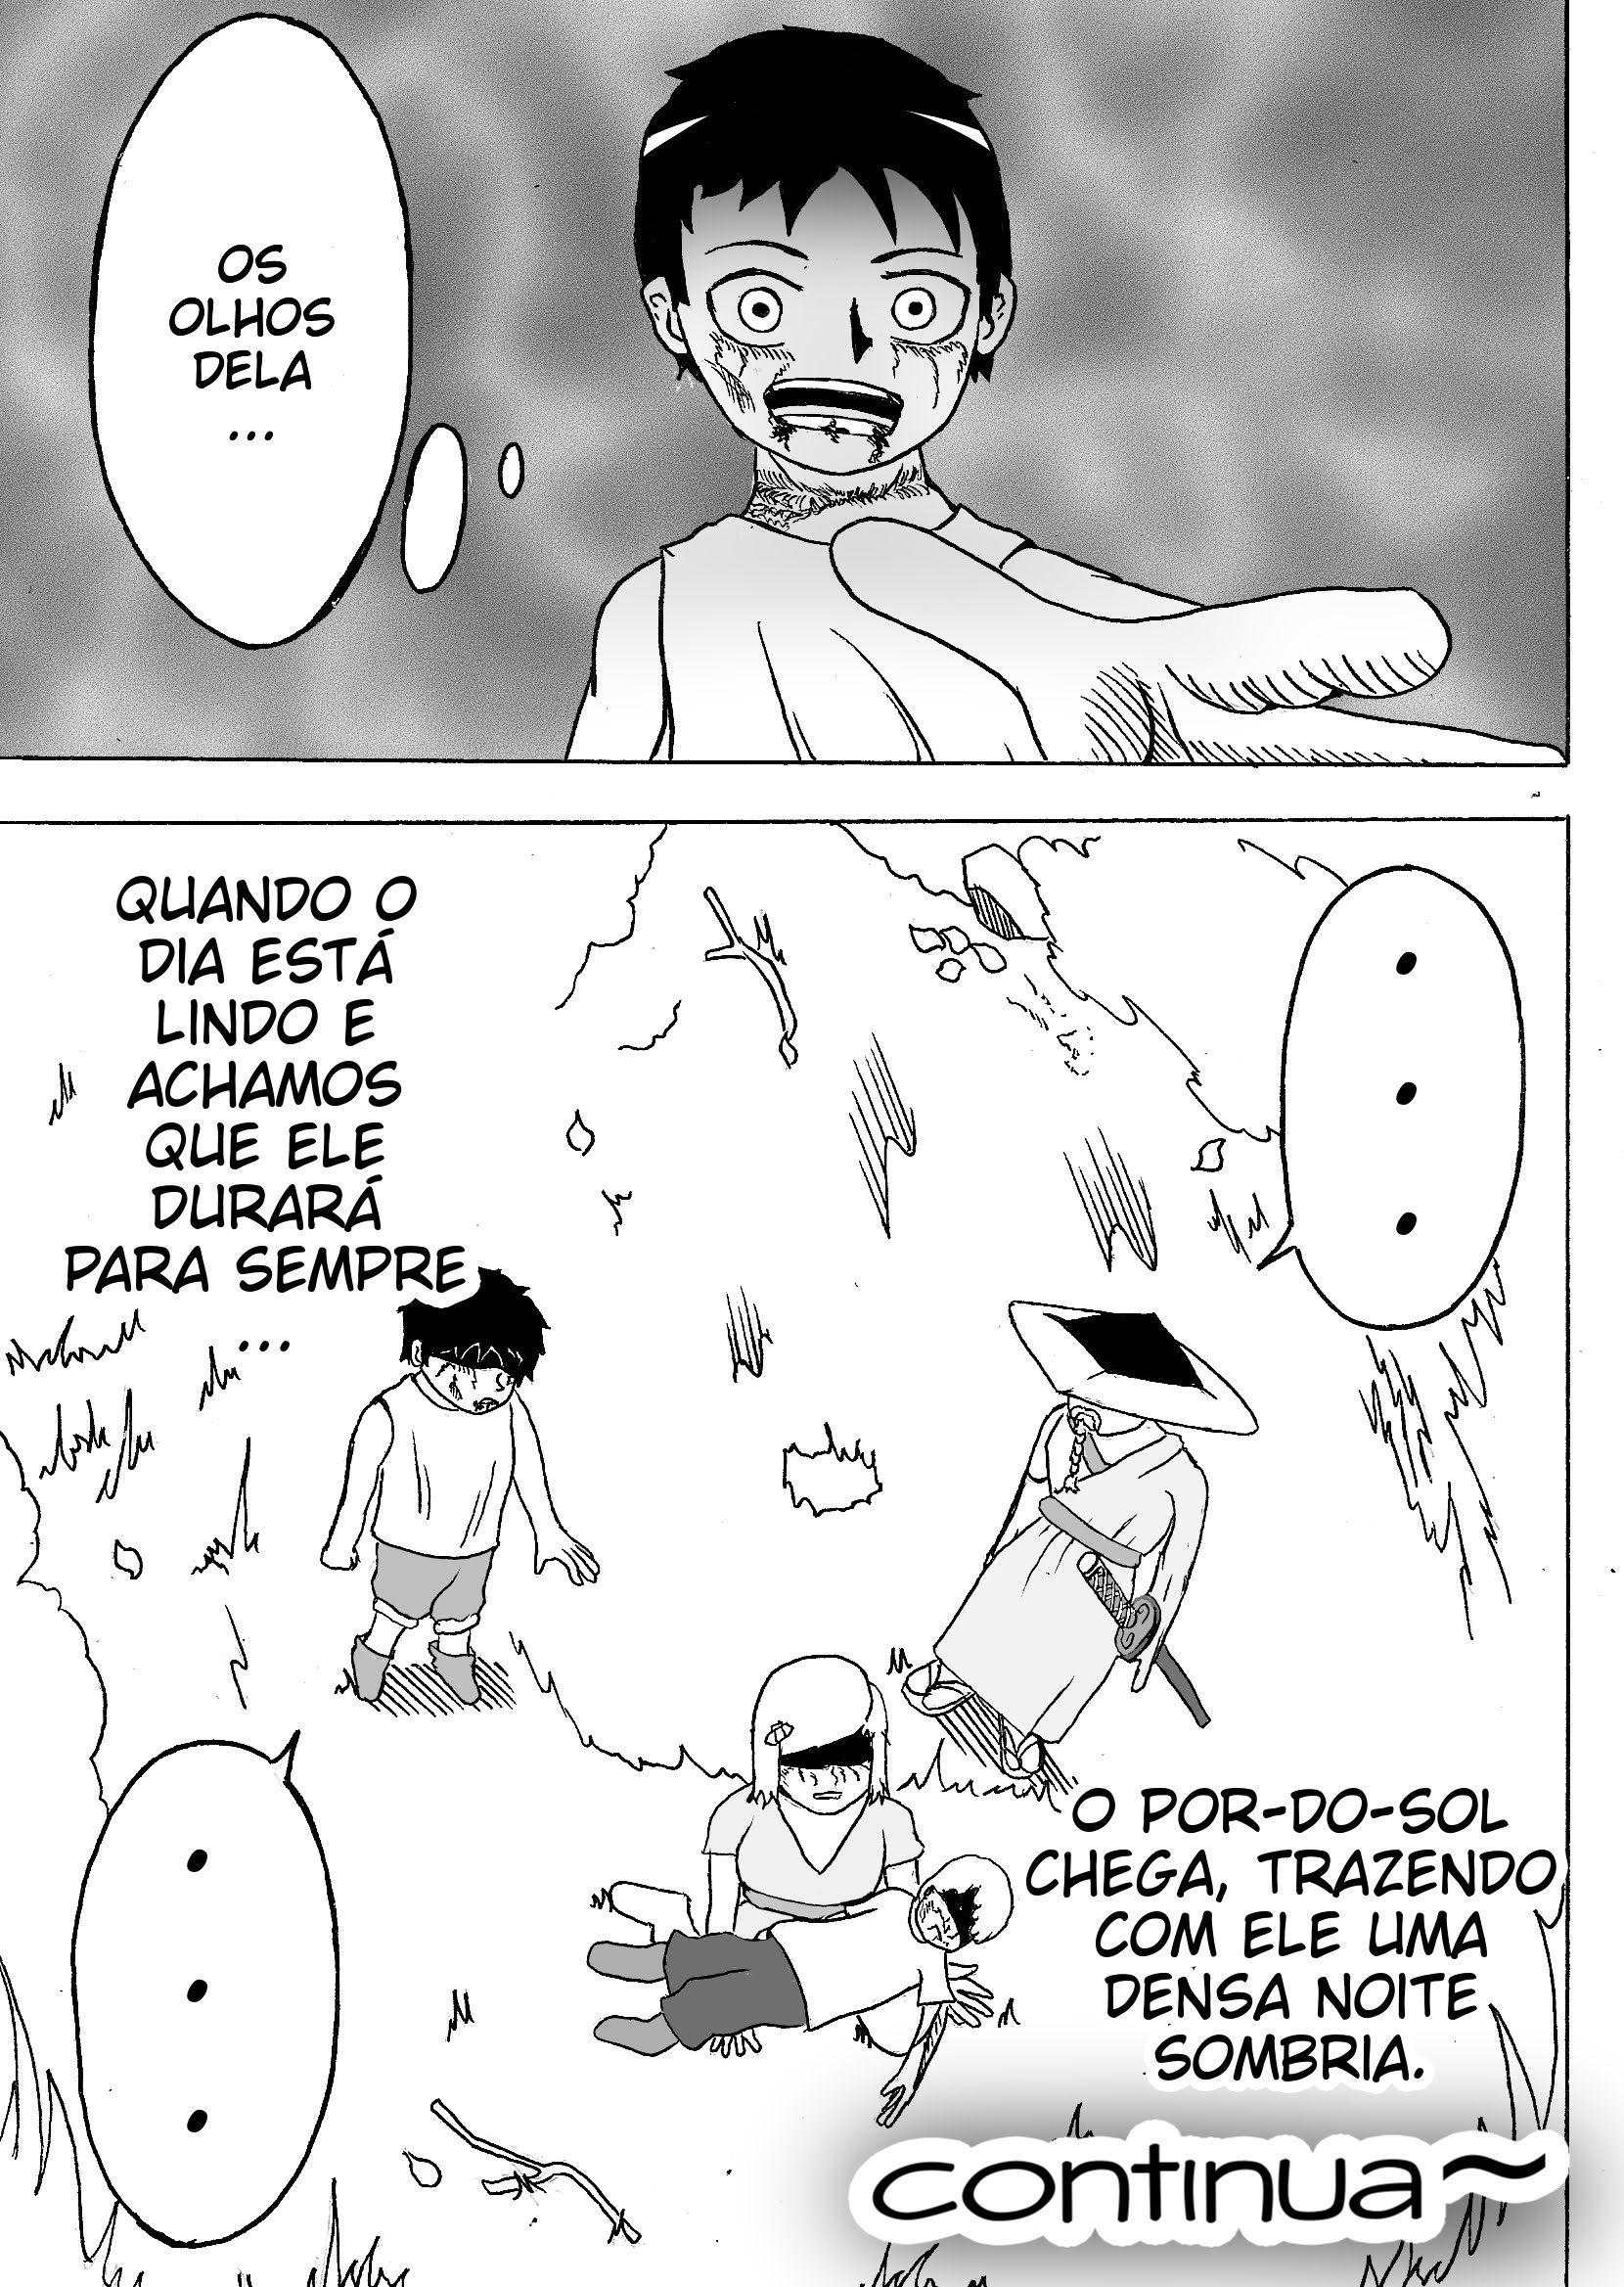 OS
OLHOS
DELA
...
QUANDO O
DIA ESTÁ
LINDO E
ACHAMOS
QUE ELE
DURARÁ
PARA SEMPRE
...
. . .
. . .
O POR-DO-SOL
CHEGA, TRAZENDO
COM ELE UMA
DENSA NOITE
SOMBRIA.
continua~